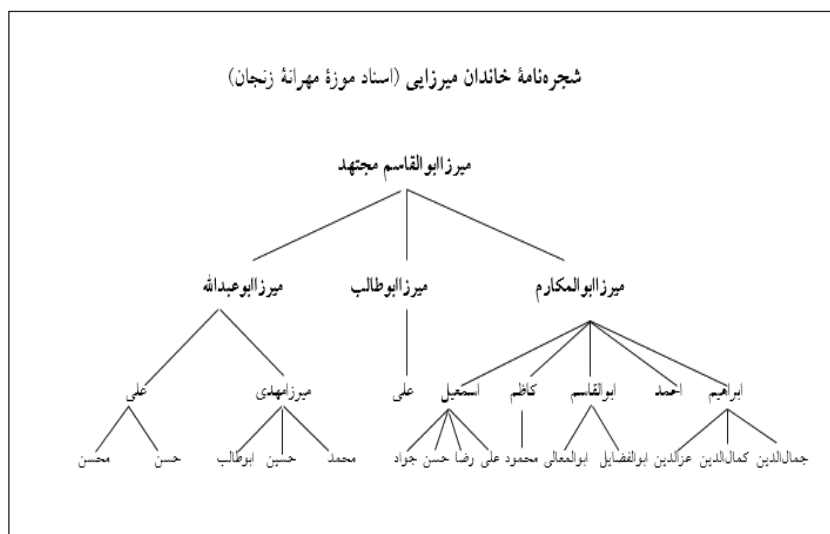 شجره‌نامهٔ خاندان میرزایی (اسناد موزهٔ مهرانهٔ زنجان)
میرزاابوالقاسم مجتهد
میرزاابوالمکارم میرزاابوطالب میرزاابوعبدالله
ابراهیم احمد ابوالقاسم کاظم اسمعیل علی میرزامهدی علی
جمال‌الدین کمال‌الدین عزالدین ابوالفضایل ابوالمعالی محمود علی رضا حسن جواد محمد حسین ابوطالب حسن محسن